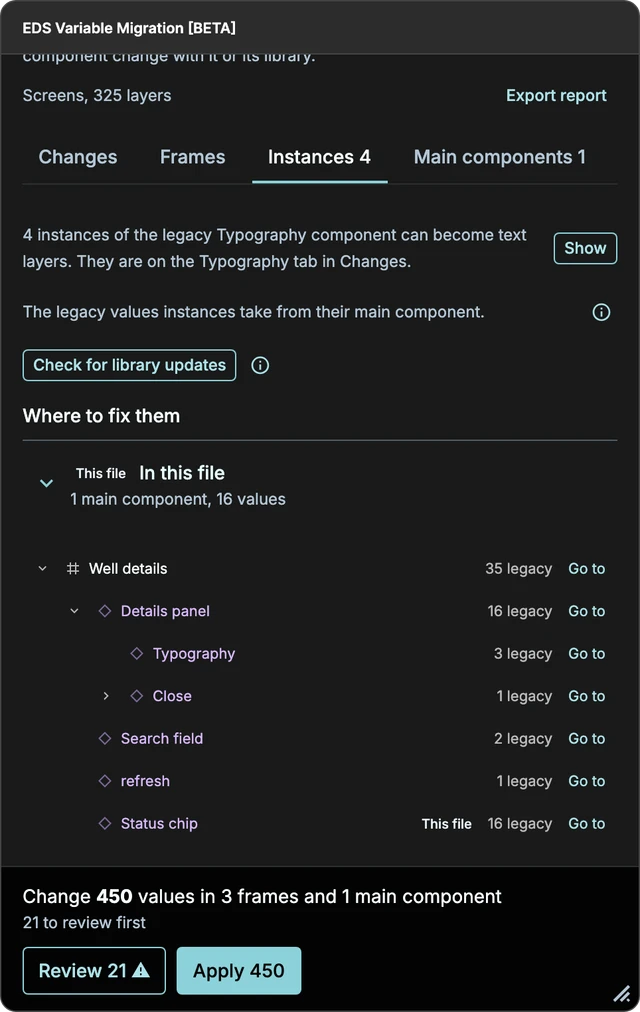 EDS Variable Migration [BETA]
component change with it or its library.
Screens, 325 layers
Export report
Changes
Frames
Instances 4
Main components 1
4 instances of the legacy Typography component can become text
layers. They are on the Typography tab in Changes.
Show
The legacy values instances take from their main component.
Check for library updates
Where to fix them
This file In this file
1 main component, 16 values
Well details 35 legacy Go to
Details panel 16 legacy Go to
Typography 3 legacy Go to
Close 1 legacy Go to
Search field 2 legacy Go to
refresh 1 legacy Go to
Status chip This file 16 legacy Go to
Change 450 values in 3 frames and 1 main component
21 to review first
Review 21
Apply 450